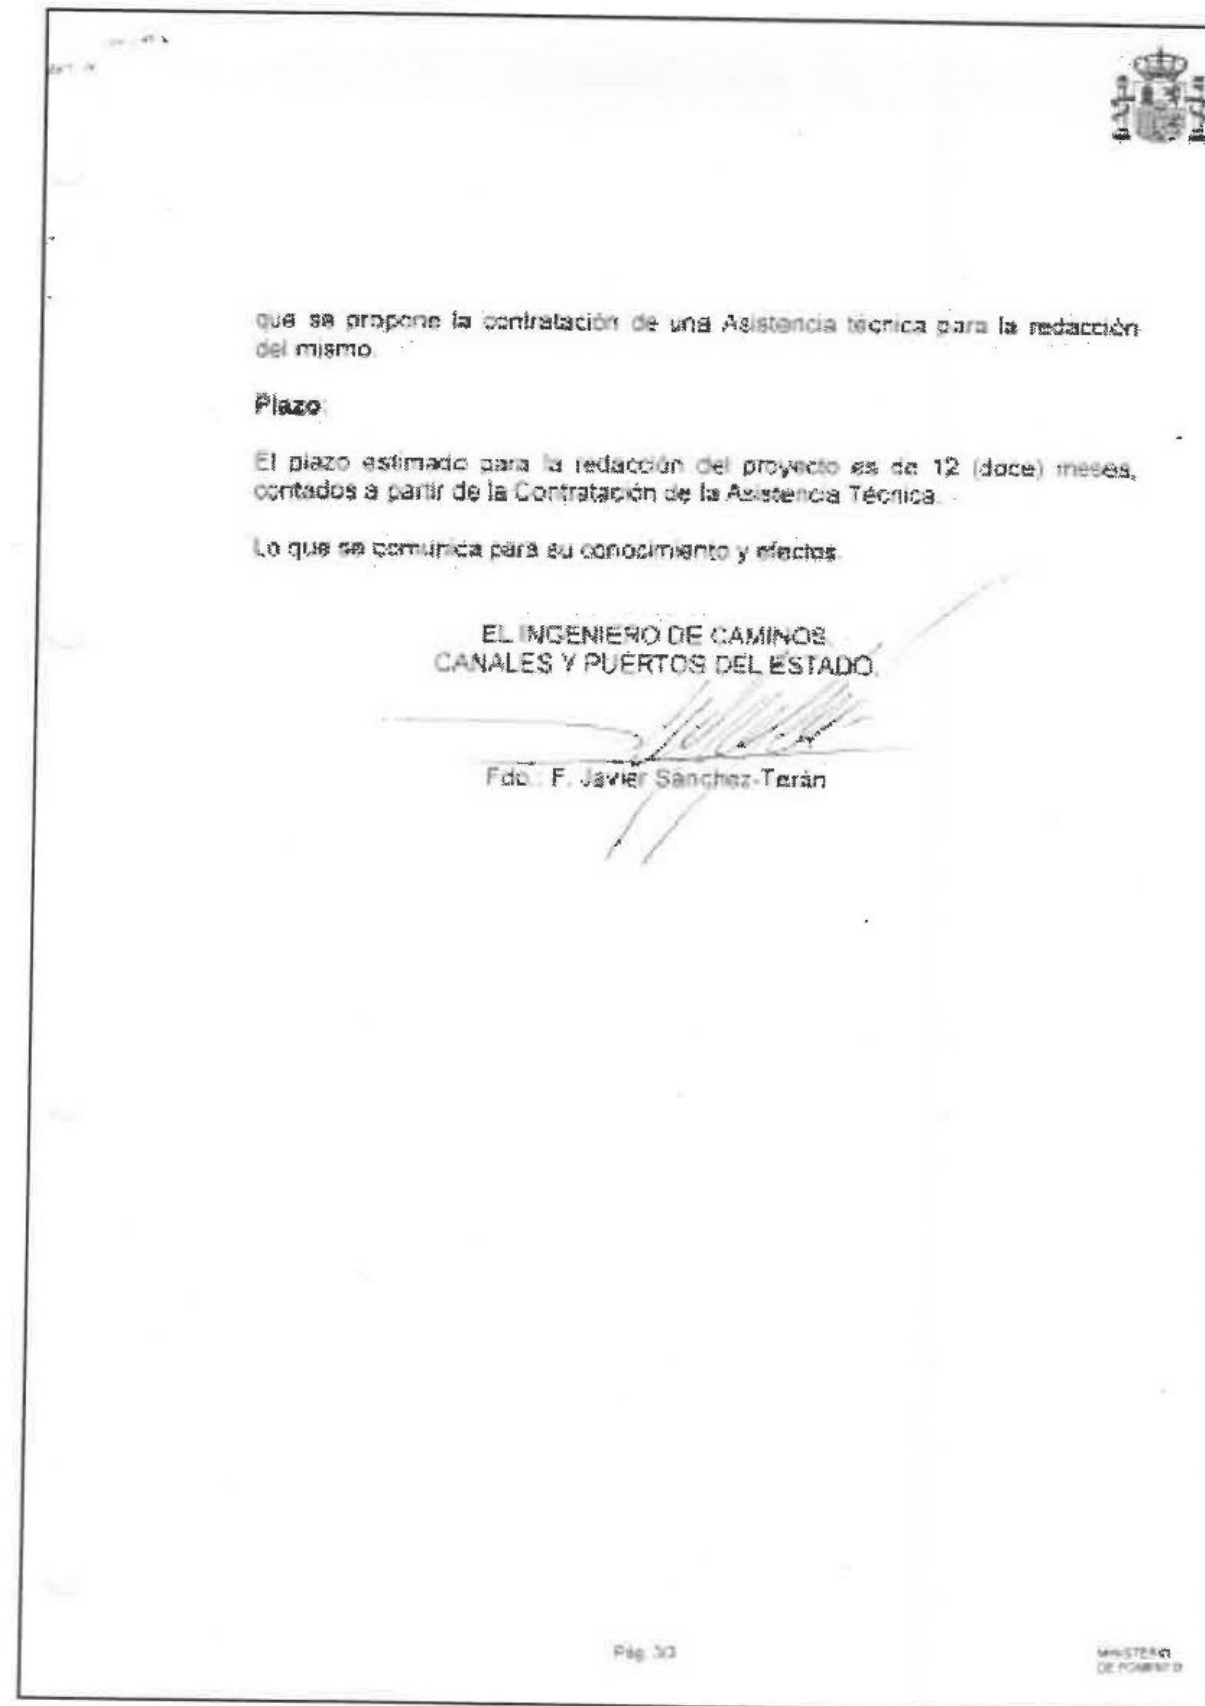 que se propone la contratación de una Asistencia técnica para la redacción
del mismo.
Plazo:
El plazo estimado para la redacción del proyecto es de 12 (doce) meses,
contados a partir de la Contratación de la Asistencia Técnica.
Lo que se comunica para su conocimiento y efectos.
EL INGENIERO DE CAMINOS,
CANALES Y PUERTOS DEL ESTADO.
Fdo.: F. Javier Sánchez-Terán
Pág. 3/3
MINISTERIO
DE FOMENTO